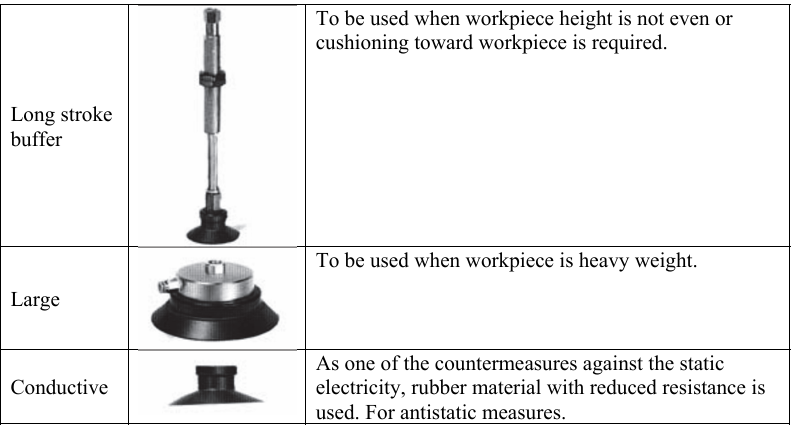 Long stroke
buffer
To be used when workpiece height is not even or
cushioning toward workpiece is required.
Large
To be used when workpiece is heavy weight.
Conductive
As one of the countermeasures against the static
electricity, rubber material with reduced resistance is
used. For antistatic measures.